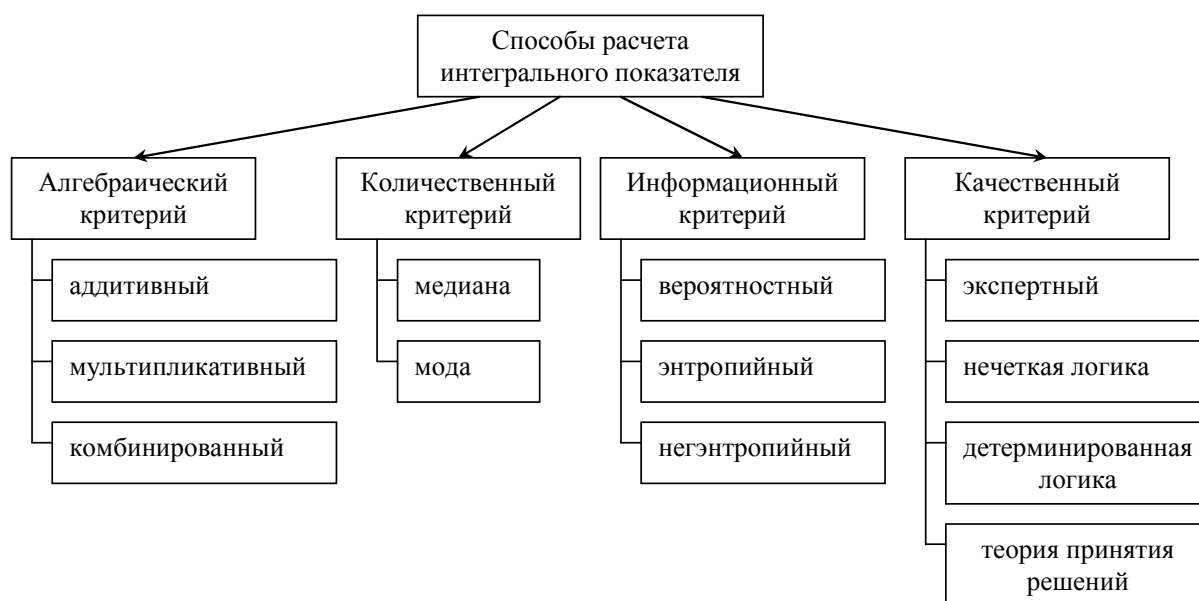 Способы расчета
интегрального показателя
Алгебраический
критерий
аддитивный
мультипликативный
комбинированный
Количественный
критерий
медиана
мода
Информационный
критерий
вероятностный
энтропийный
негэнтропийный
Качественный
критерий
экспертный
нечеткая логика
детерминированная
логика
теория принятия
решений